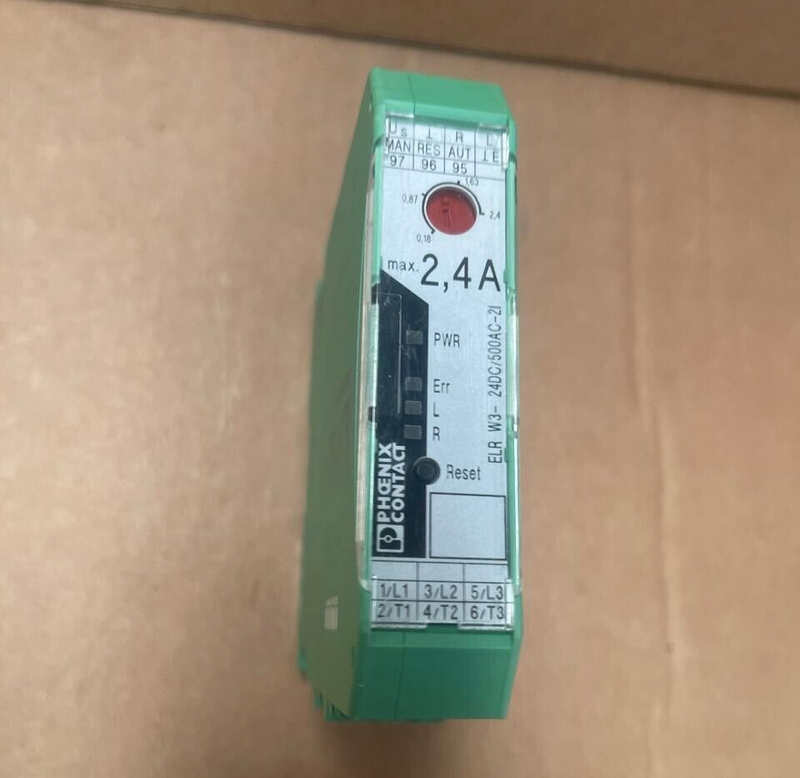 Us ⊥ R L
MAN RES AUT ⊥E
97 96 95
1,63
0,87
2,4
0,18
max. 2,4A
PWR
Err
L
R
ELR W3- 24DC/500AC-2I
Reset
PHŒNIX
CONTACT
1/L1 3/L2 5/L3
2/T1 4/T2 6/T3